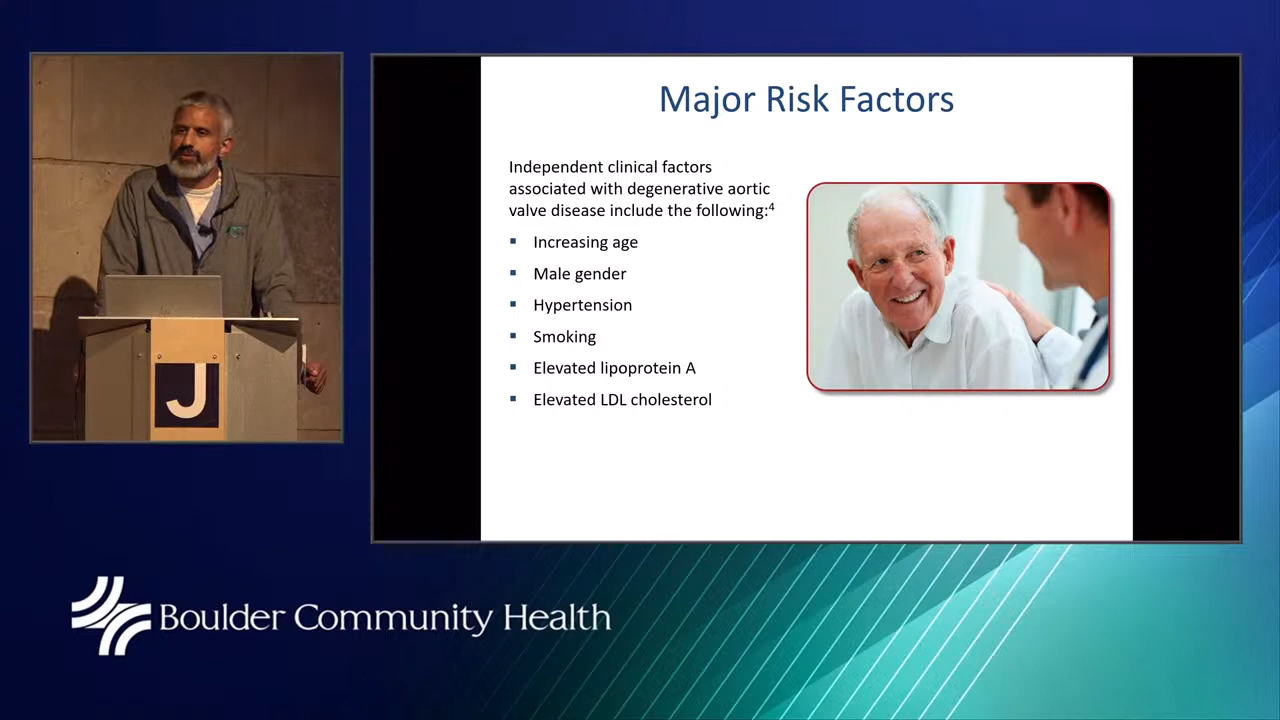 Major Risk Factors
Independent clinical factors
associated with degenerative aortic
valve disease include the following:⁴
▪ Increasing age
▪ Male gender
▪ Hypertension
▪ Smoking
▪ Elevated lipoprotein A
▪ Elevated LDL cholesterol
J
Boulder Community Health